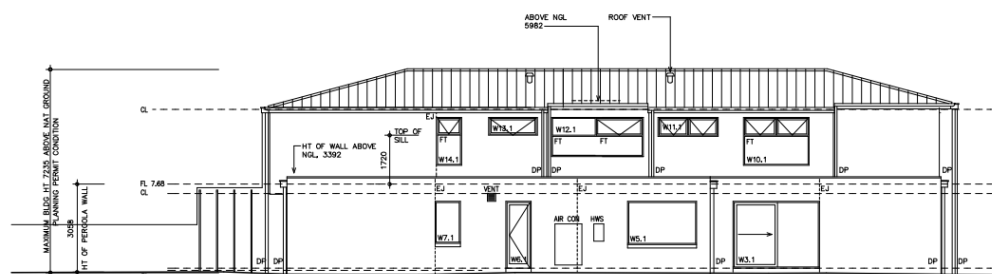 ABOVE NGL
5982
ROOF VENT
MAXIMUM BLDG HT 7235 ABOVE NAT GROUND
PLANNING PERMIT CONDITION
CL
EJ
W13.1
W12.1
W11.1
TOP OF
SILL
FT
FT
FT
FT
HT OF WALL ABOVE
NGL, 3392
1720
W14.1
W10.1
DP
DP
DP
DP
FL 7.68
CL
3058
HT OF PERGOLA WALL
EJ
VENT
EJ
EJ
AIR CON
HWS
W7.1
W6.1
W5.1
W3.1
DP
DP
DP
DP
DP